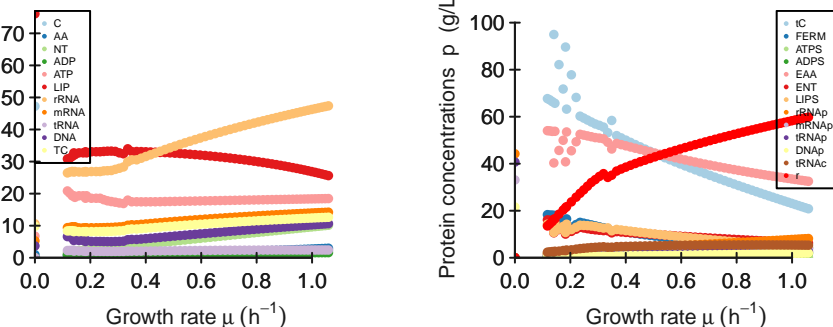 70
60
50
40
30
20
10
0
0.0 0.2 0.4 0.6 0.8 1.0
Growth rate μ (h⁻¹)
C
AA
NT
ADP
ATP
LIP
rRNA
mRNA
tRNA
DNA
TC
Protein concentrations p (g/L
100
80
60
40
20
0
0.0 0.2 0.4 0.6 0.8 1.0
Growth rate μ (h⁻¹)
tC
FERM
ATPS
ADPS
EAA
ENT
LIPS
rRNAp
mRNAp
tRNAp
DNAp
tRNAc
r